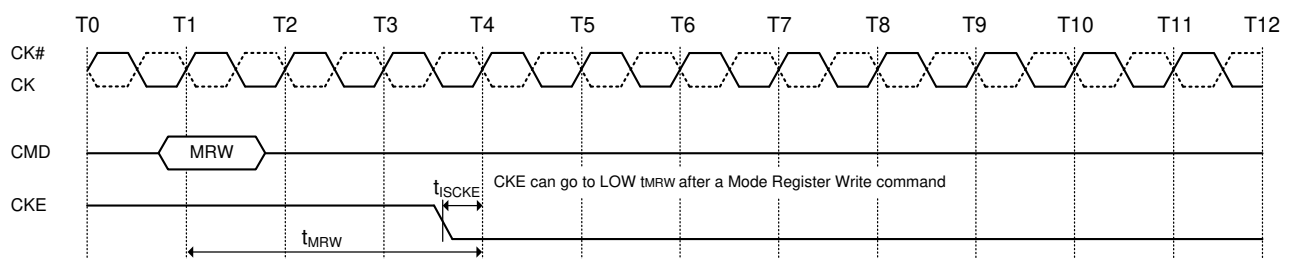 T0 T1 T2 T3 T4 T5 T6 T7 T8 T9 T10 T11 T12
CK#
CK
CMD MRW
tISCKE CKE can go to LOW tMRW after a Mode Register Write command
CKE
tMRW